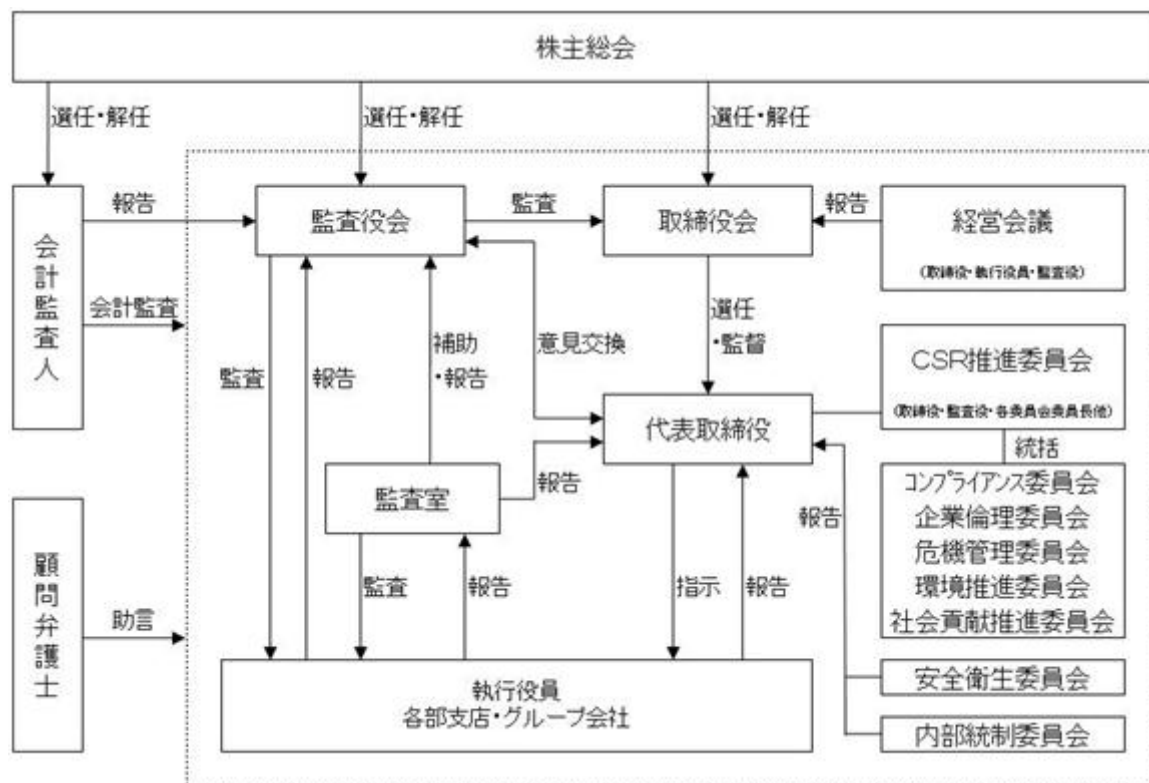 株主総会
選任・解任
選任・解任
選任・解任
会計監査人
報告
監査役会
監査
取締役会
報告
経営会議
(取締役・執行役員・監査役)
会計監査
監査
報告
補助
・報告
意見交換
選任
・監督
CSR推進委員会
(取締役・監査役・各委員会委員長他)
代表取締役
統括
監査室
報告
コンプライアンス委員会
企業倫理委員会
危機管理委員会
環境推進委員会
社会貢献推進委員会
報告
顧問弁護士
助言
監査
報告
指示
報告
執行役員
各部支店・グループ会社
安全衛生委員会
内部統制委員会